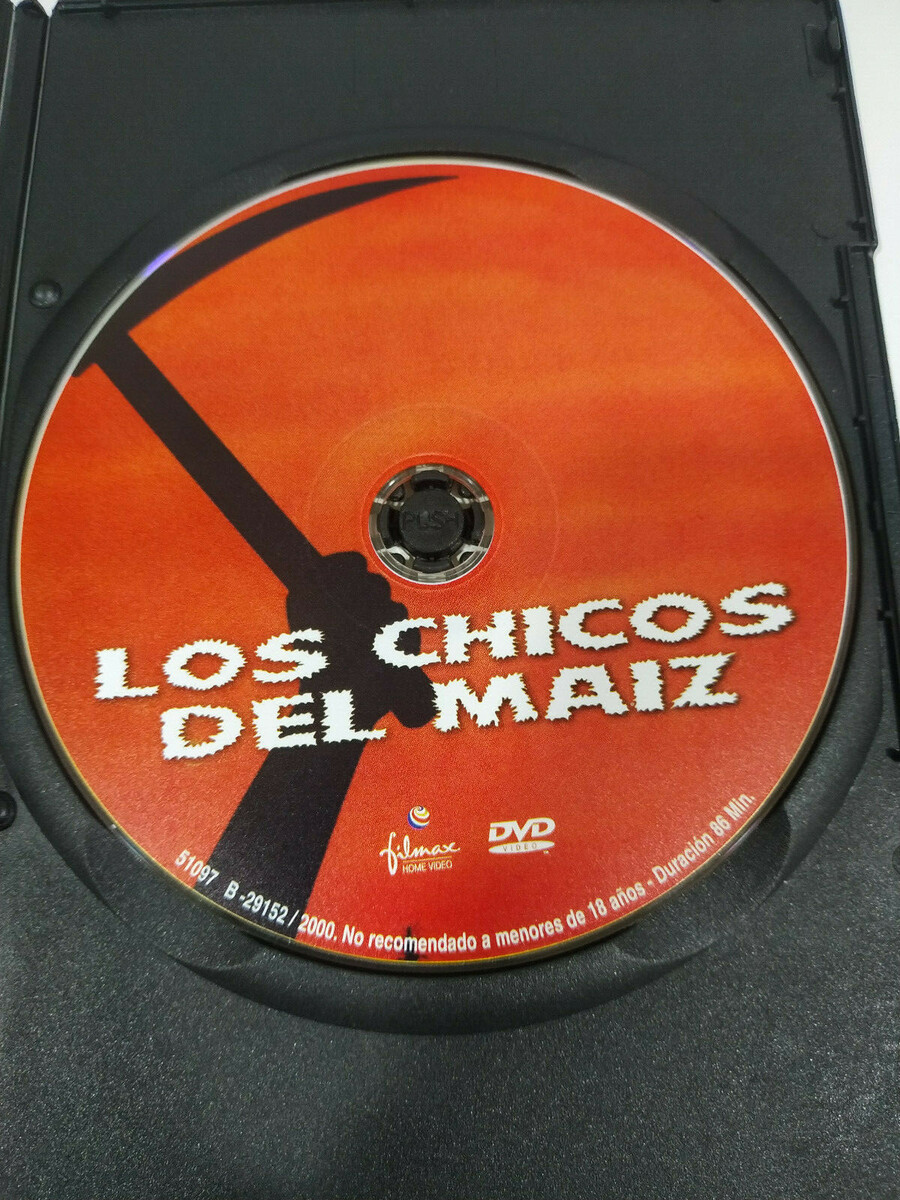 PUSH
LOS CHICOS
DEL MAIZ
filmax
HOME VIDEO
DVD
VIDEO
51097 B-29152 / 2000. No recomendado a menores de 18 años - Duración 86 Min.